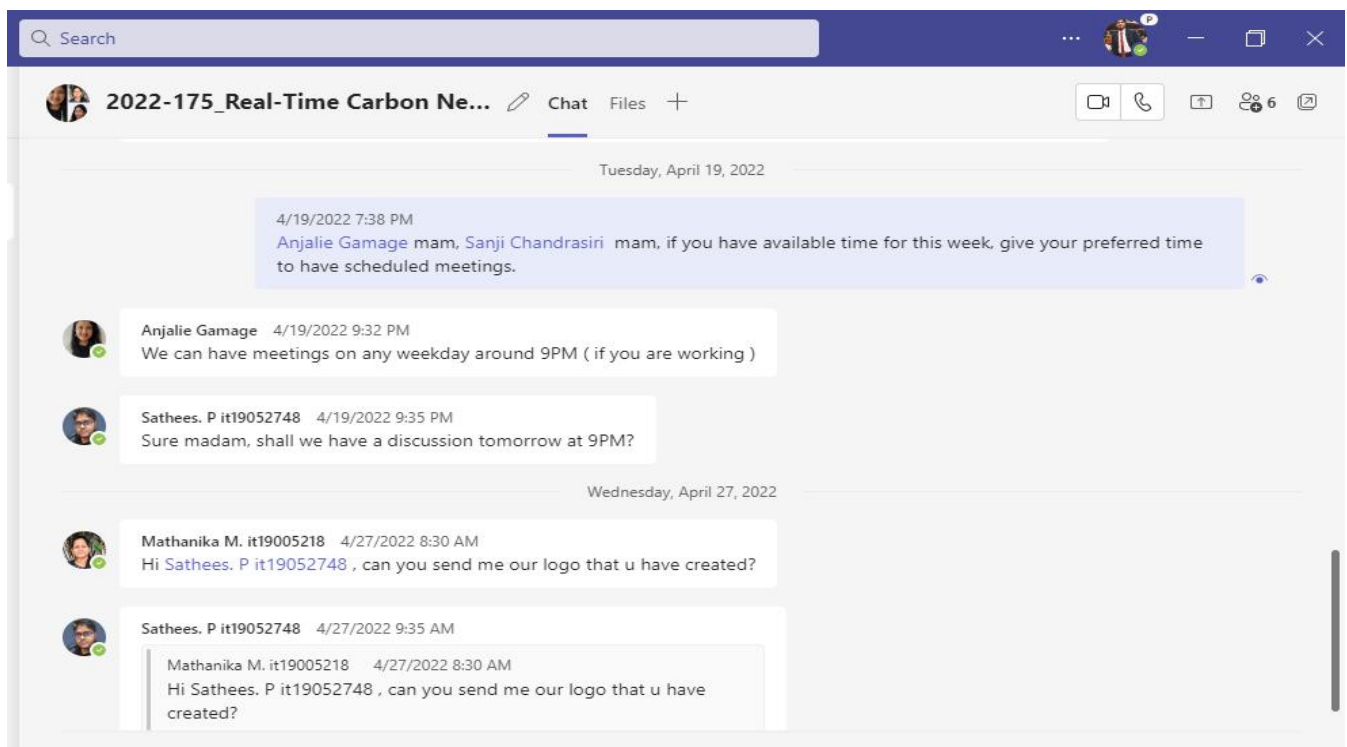 Search
P
2022-175_Real-Time Carbon Ne...
Chat
Files
6
Tuesday, April 19, 2022
4/19/2022 7:38 PM
Anjalie Gamage mam, Sanji Chandrasiri mam, if you have available time for this week, give your preferred time
to have scheduled meetings.
Anjalie Gamage 4/19/2022 9:32 PM
We can have meetings on any weekday around 9PM ( if you are working )
Sathees. P it19052748 4/19/2022 9:35 PM
Sure madam, shall we have a discussion tomorrow at 9PM?
Wednesday, April 27, 2022
Mathanika M. it19005218 4/27/2022 8:30 AM
Hi Sathees. P it19052748 , can you send me our logo that u have created?
Sathees. P it19052748 4/27/2022 9:35 AM
Mathanika M. it19005218 4/27/2022 8:30 AM
Hi Sathees. P it19052748 , can you send me our logo that u have
created?